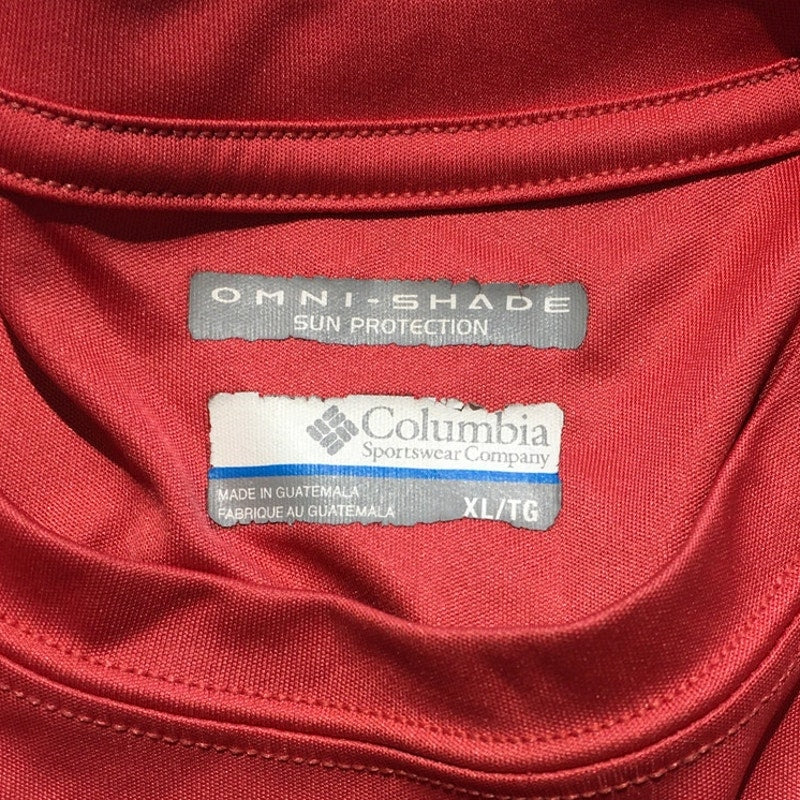 OMNI-SHADE
SUN PROTECTION
Columbia
Sportswear Company
MADE IN GUATEMALA
FABRIQUE AU GUATEMALA
XL/TG